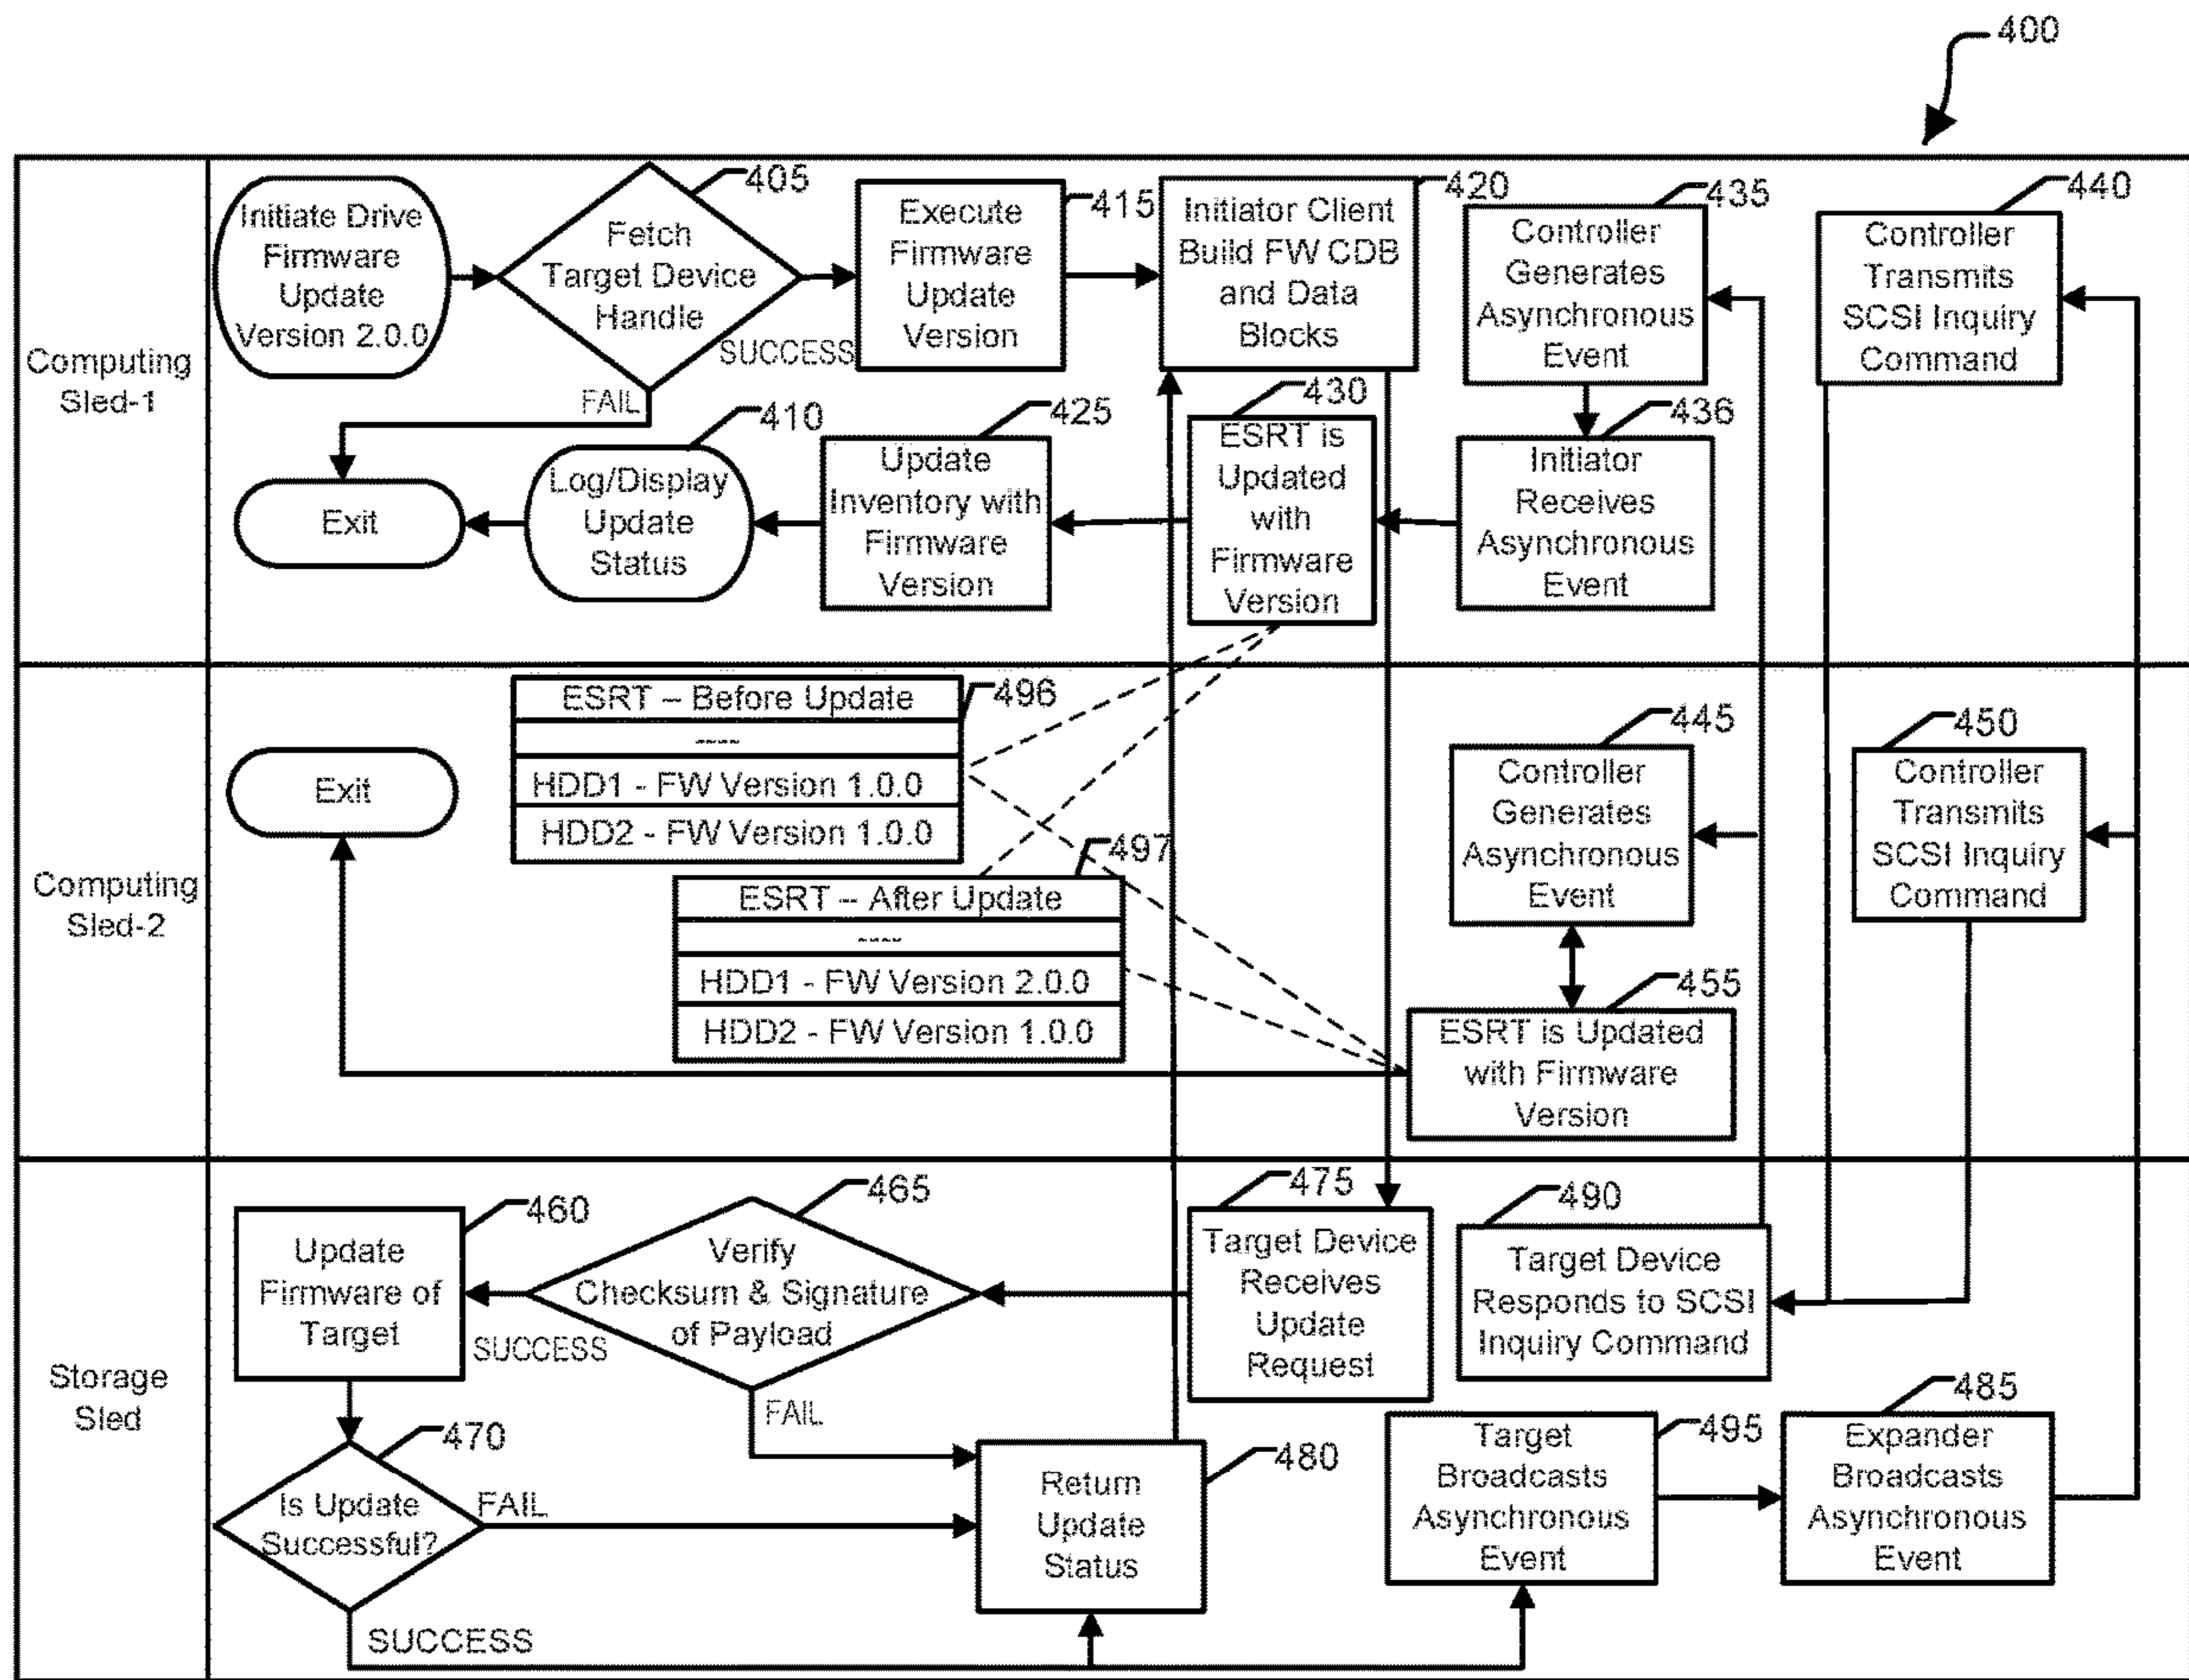 400
Computing
Sled-1
Initiate Drive
Firmware
Update
Version 2.0.0
405
Fetch
Target Device
Handle
SUCCESS
FAIL
415
Execute
Firmware
Update
Version
420
Initiator Client
Build FW CDB
and Data
Blocks
435
Controller
Generates
Asynchronous
Event
440
Controller
Transmits
SCSI Inquiry
Command
Exit
410
Log/Display
Update
Status
425
Update
Inventory with
Firmware
Version
430
ESRT is
Updated
with
Firmware
Version
436
Initiator
Receives
Asynchronous
Event
Computing
Sled-2
Exit
496
ESRT – Before Update
----
HDD1 - FW Version 1.0.0
HDD2 - FW Version 1.0.0
497
ESRT – After Update
----
HDD1 - FW Version 2.0.0
HDD2 - FW Version 1.0.0
445
Controller
Generates
Asynchronous
Event
450
Controller
Transmits
SCSI Inquiry
Command
455
ESRT is Updated
with Firmware
Version
Storage
Sled
460
Update
Firmware of
Target
465
Verify
Checksum & Signature
of Payload
SUCCESS
FAIL
475
Target Device
Receives
Update
Request
490
Target Device
Responds to SCSI
Inquiry Command
470
Is Update
Successful?
FAIL
SUCCESS
480
Return
Update
Status
495
Target
Broadcasts
Asynchronous
Event
485
Expander
Broadcasts
Asynchronous
Event